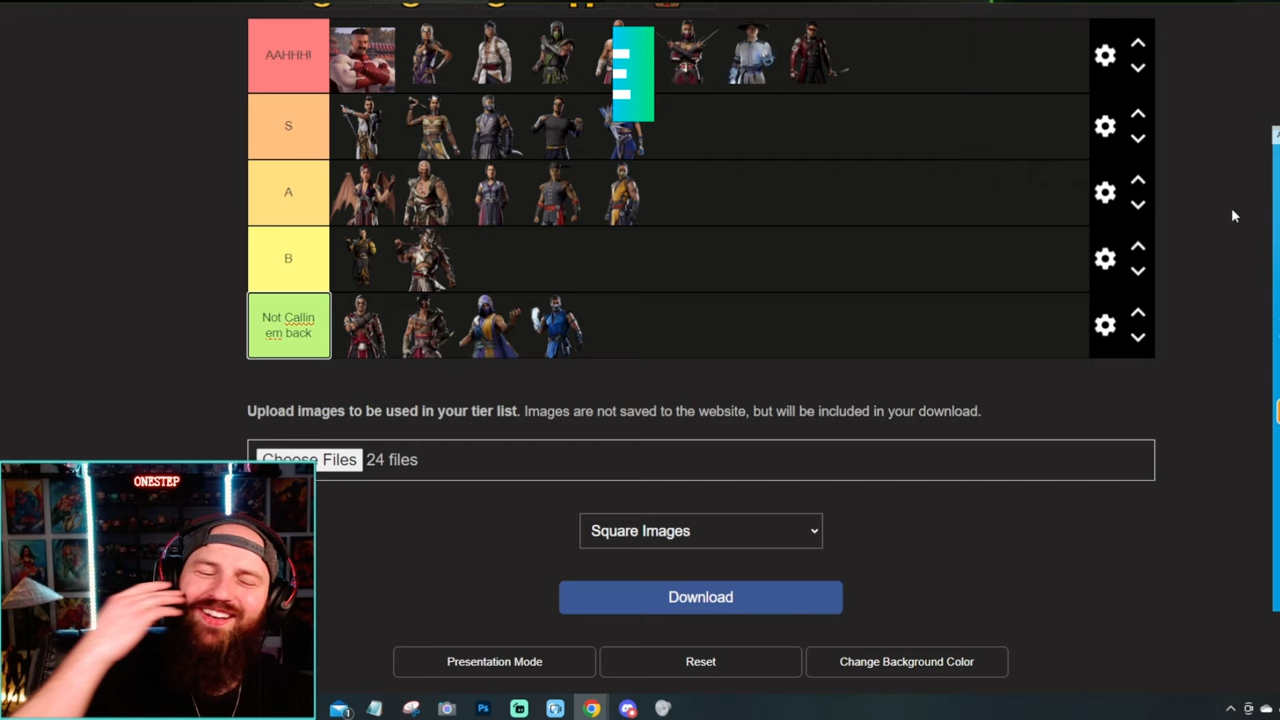 AAHHH!
S
A
B
Not Callin
em back
Upload images to be used in your tier list. Images are not saved to the website, but will be included in your download.
Choose Files 24 files
Square Images
Download
Presentation Mode
Reset
Change Background Color
ONESTEP
Ps
1